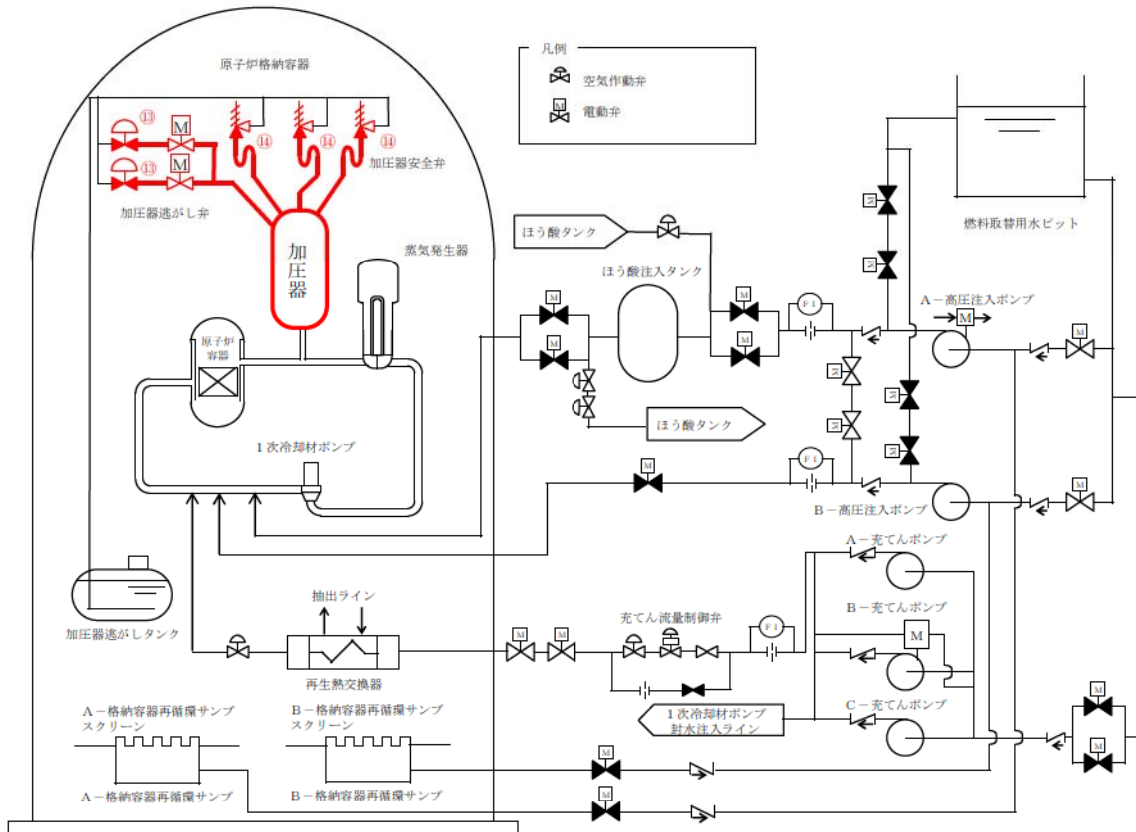 凡例
空気作動弁
M
電動弁
原子炉格納容器
⑬
M
⑭
⑭
⑭
加圧器安全弁
⑬
M
加圧器逃がし弁
加圧器
蒸気発生器
原子炉
容器
1次冷却材ポンプ
加圧器逃がしタンク
ほう酸タンク
ほう酸注入タンク
M
M
M
M
FI
ほう酸タンク
M
M
M
M
M
M
燃料取替用水ピット
A－高圧注入ポンプ
M
M
M
FI
B－高圧注入ポンプ
M
A－充てんポンプ
B－充てんポンプ
M
C－充てんポンプ
抽出ライン
再生熱交換器
M
M
充てん流量制御弁
FI
1次冷却材ポンプ
封水注入ライン
M
M
A－格納容器再循環サンプ
スクリーン
B－格納容器再循環サンプ
スクリーン
M
M
A－格納容器再循環サンプ
B－格納容器再循環サンプ